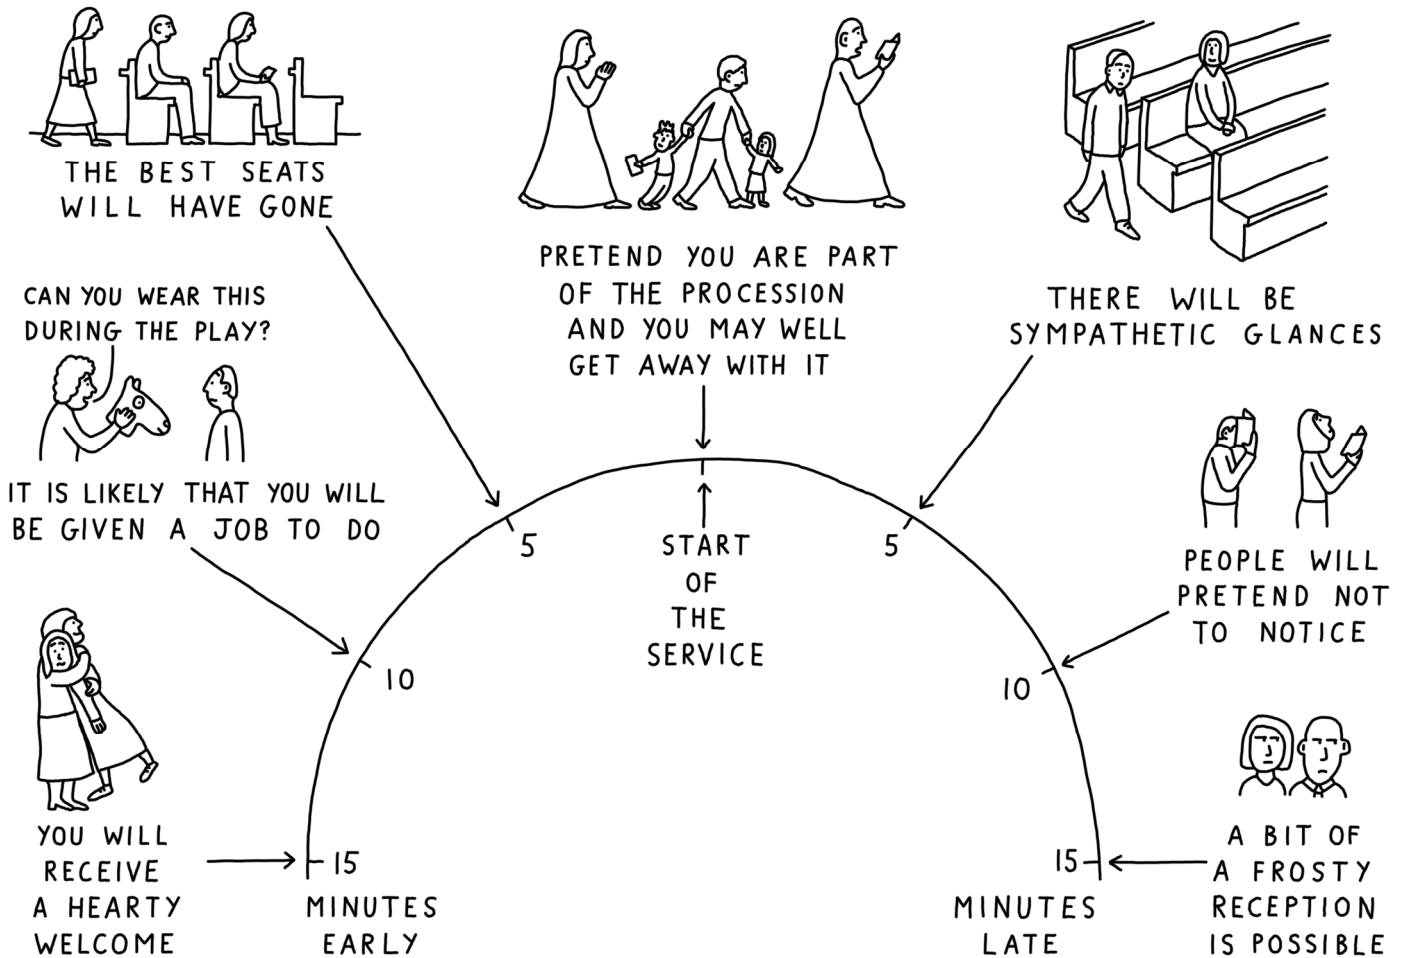 THE BEST SEATS
WILL HAVE GONE
CAN YOU WEAR THIS
DURING THE PLAY?
IT IS LIKELY THAT YOU WILL
BE GIVEN A JOB TO DO
YOU WILL
RECEIVE
A HEARTY
WELCOME
PRETEND YOU ARE PART
OF THE PROCESSION
AND YOU MAY WELL
GET AWAY WITH IT
THERE WILL BE
SYMPATHETIC GLANCES
PEOPLE WILL
PRETEND NOT
TO NOTICE
A BIT OF
A FROSTY
RECEPTION
IS POSSIBLE
START
OF
THE
SERVICE
5
10
15
MINUTES
EARLY
5
10
15
MINUTES
LATE